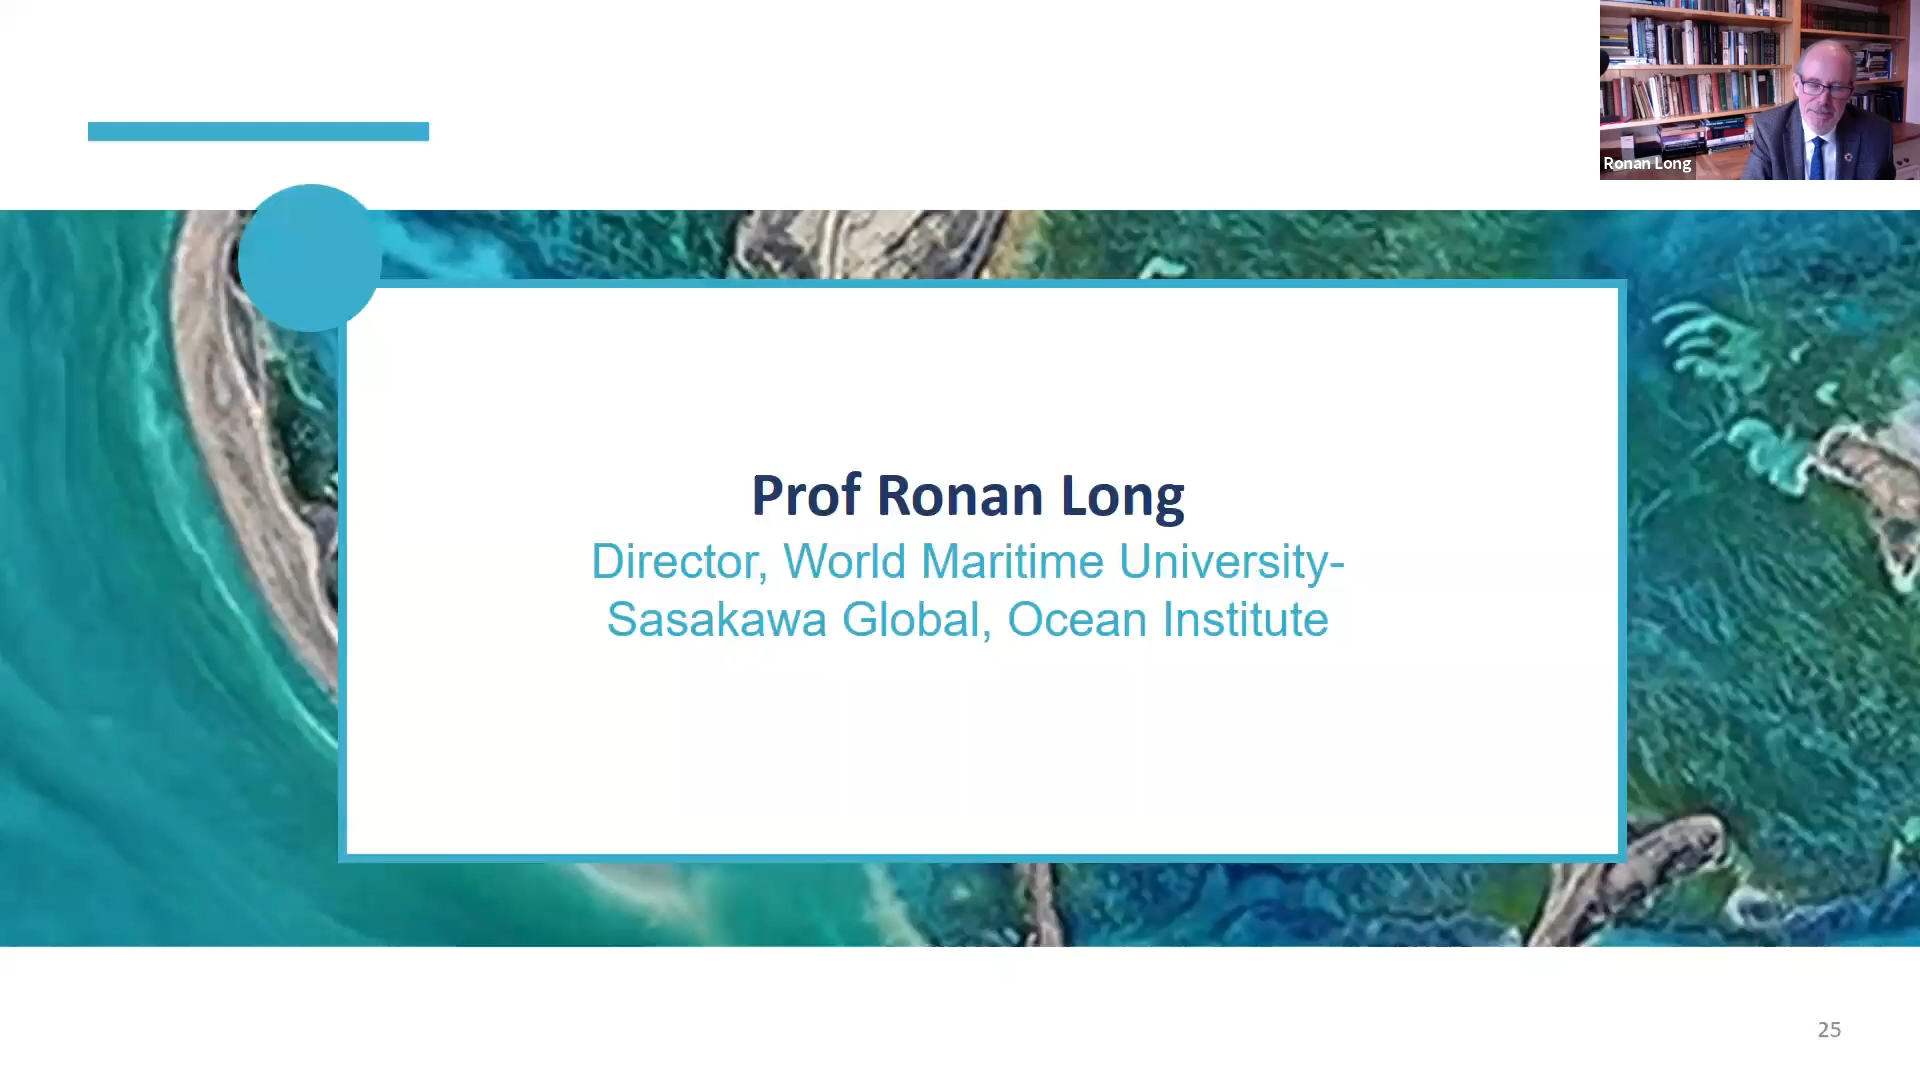 Ronan Long
Prof Ronan Long
Director, World Maritime University-
Sasakawa Global, Ocean Institute
25